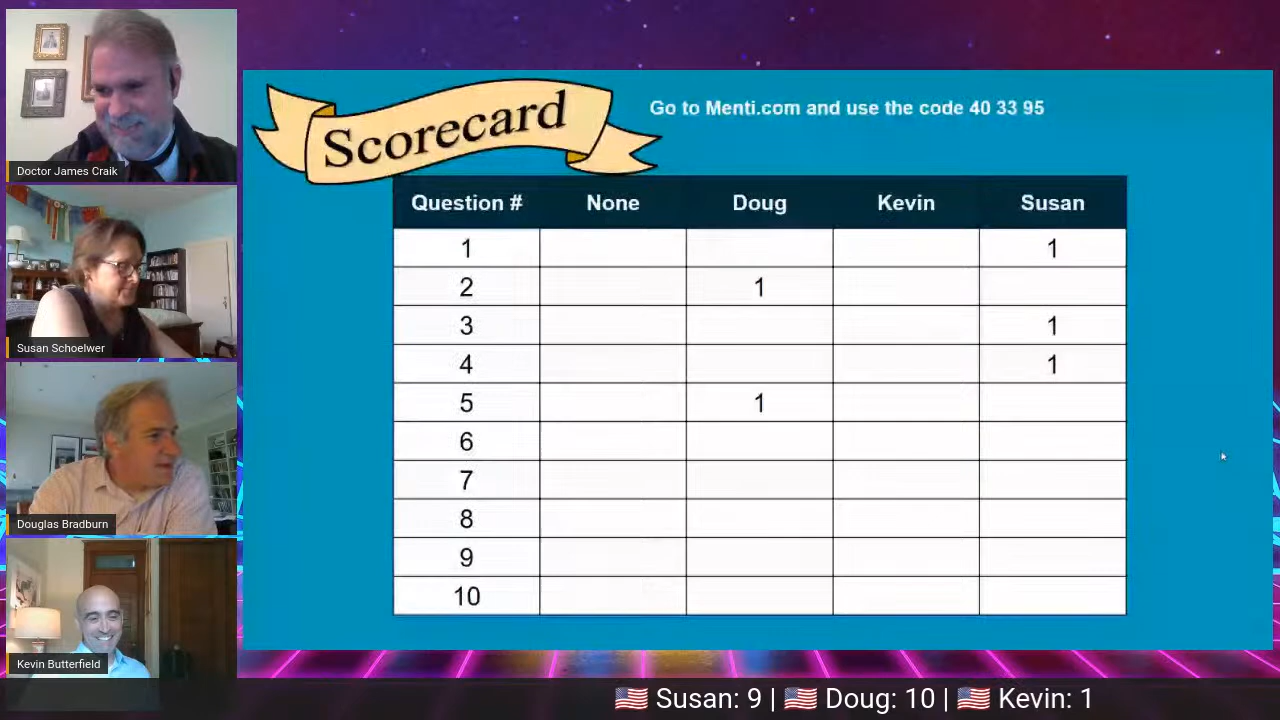 Doctor James Craik
Susan Schoelwer
Douglas Bradburn
Kevin Butterfield
Scorecard
Go to Menti.com and use the code 40 33 95
Question # None Doug Kevin Susan
1 1
2 1
3 1
4 1
5 1
6
7
8
9
10
🇺🇸 Susan: 9 | 🇺🇸 Doug: 10 | 🇺🇸 Kevin: 1